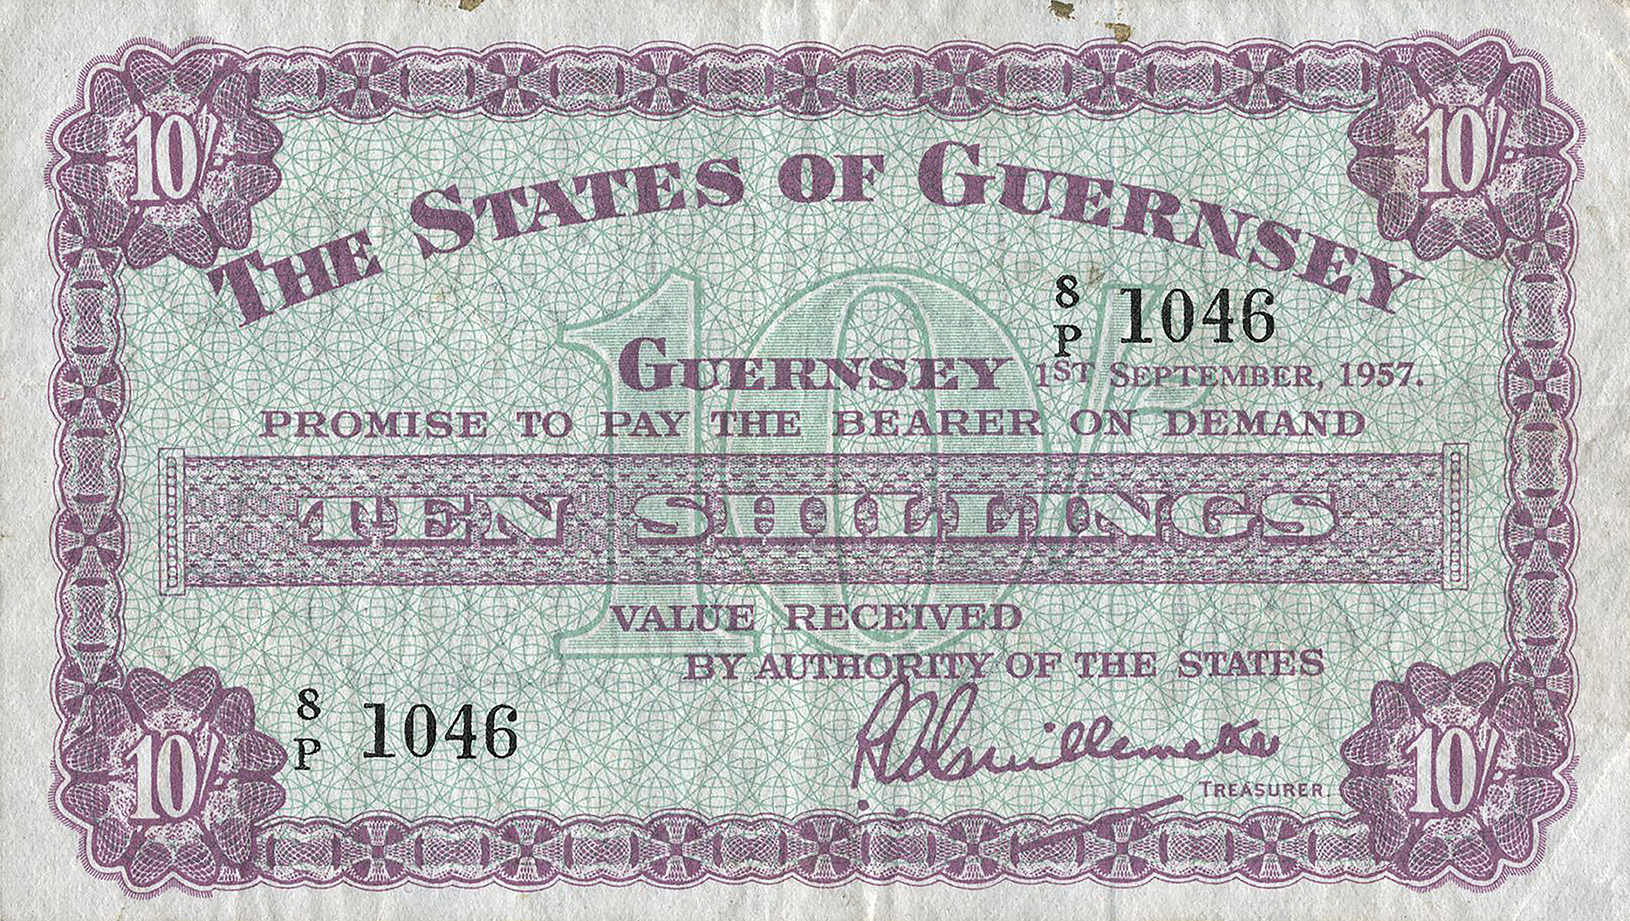 10/
10/
THE STATES OF GUERNSEY
8
P 1046
GUERNSEY 1ST SEPTEMBER, 1957.
PROMISE TO PAY THE BEARER ON DEMAND
10/
TEN SHILLINGS
VALUE RECEIVED
BY AUTHORITY OF THE STATES
8
P 1046
TREASURER
10/
10/